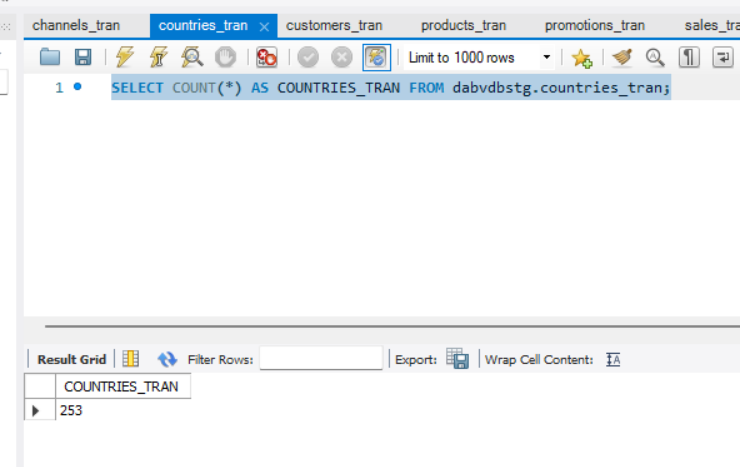 channels_tran countries_tran customers_tran products_tran promotions_tran
Limit to 1000 rows
1 SELECT COUNT(*) AS COUNTRIES_TRAN FROM dabvdbstg.countries_tran;
Result Grid Filter Rows: Export: Wrap Cell Content:
COUNTRIES_TRAN
253